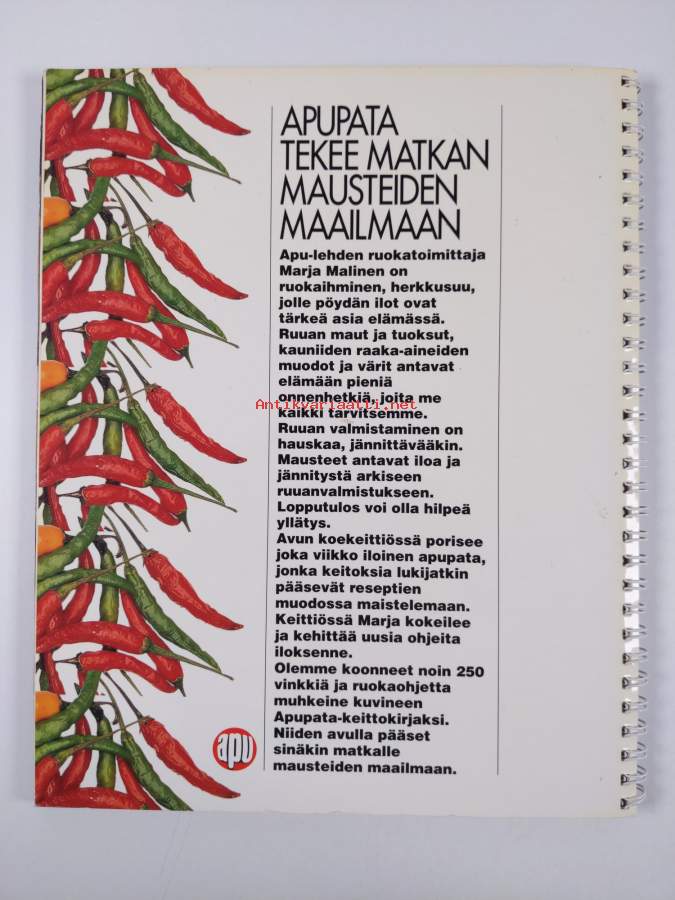 APUPATA
TEKEE MATKAN
MAUSTEIDEN
MAAILMAAN
Apu-lehden ruokatoimittaja
Marja Malinen on
ruokaihminen, herkkusuu,
jolle pöydän ilot ovat
tärkeä asia elämässä.
Ruuan maut ja tuoksut,
kauniiden raaka-aineiden
muodot ja värit antavat
elämään pieniä
onnenhetkiä, joita me
Antikvariaatti.net
kaikki tarvitsemme.
Ruuan valmistaminen on
hauskaa, jännittävääkin.
Mausteet antavat iloa ja
jännitystä arkiseen
ruuanvalmistukseen.
Lopputulos voi olla hilpeä
yllätys.
Avun koekeittiössä porisee
joka viikko iloinen apupata,
jonka keitoksia lukijatkin
pääsevät reseptien
muodossa maistelemaan.
Keittiössä Marja kokeilee
ja kehittää uusia ohjeita
iloksenne.
Olemme koonneet noin 250
vinkkiä ja ruokaohjetta
muhkeine kuvineen
Apupata-keittokirjaksi.
Niiden avulla pääset
sinäkin matkalle
mausteiden maailmaan.
apu